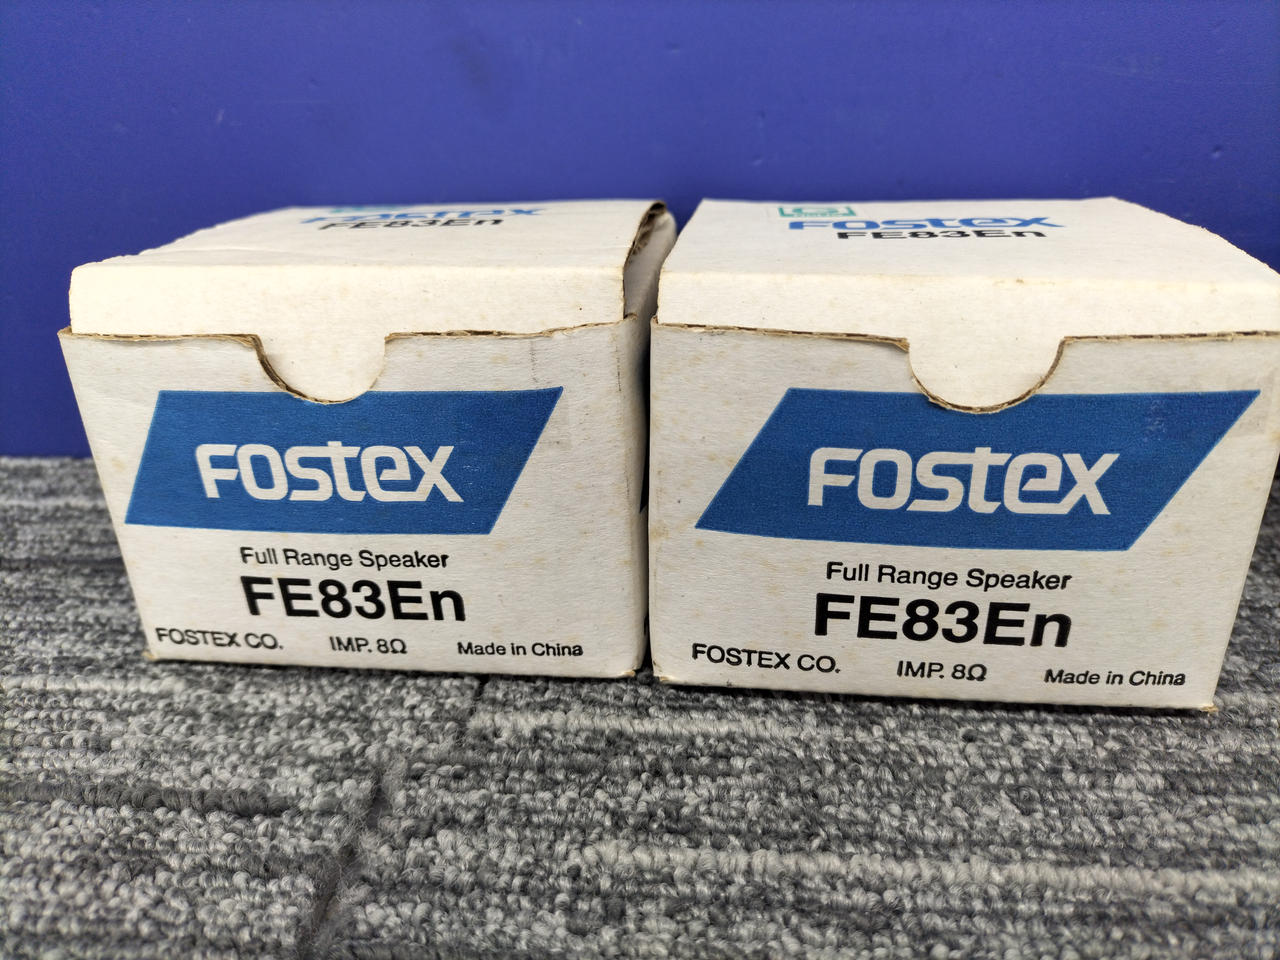 FOSTEX
FE83En
FOSTEX
Full Range Speaker
FE83En
FOSTEX CO. IMP. 8Ω Made in China
FOSTEX
FE83En
FOSTEX
Full Range Speaker
FE83En
FOSTEX CO. IMP. 8Ω Made in China